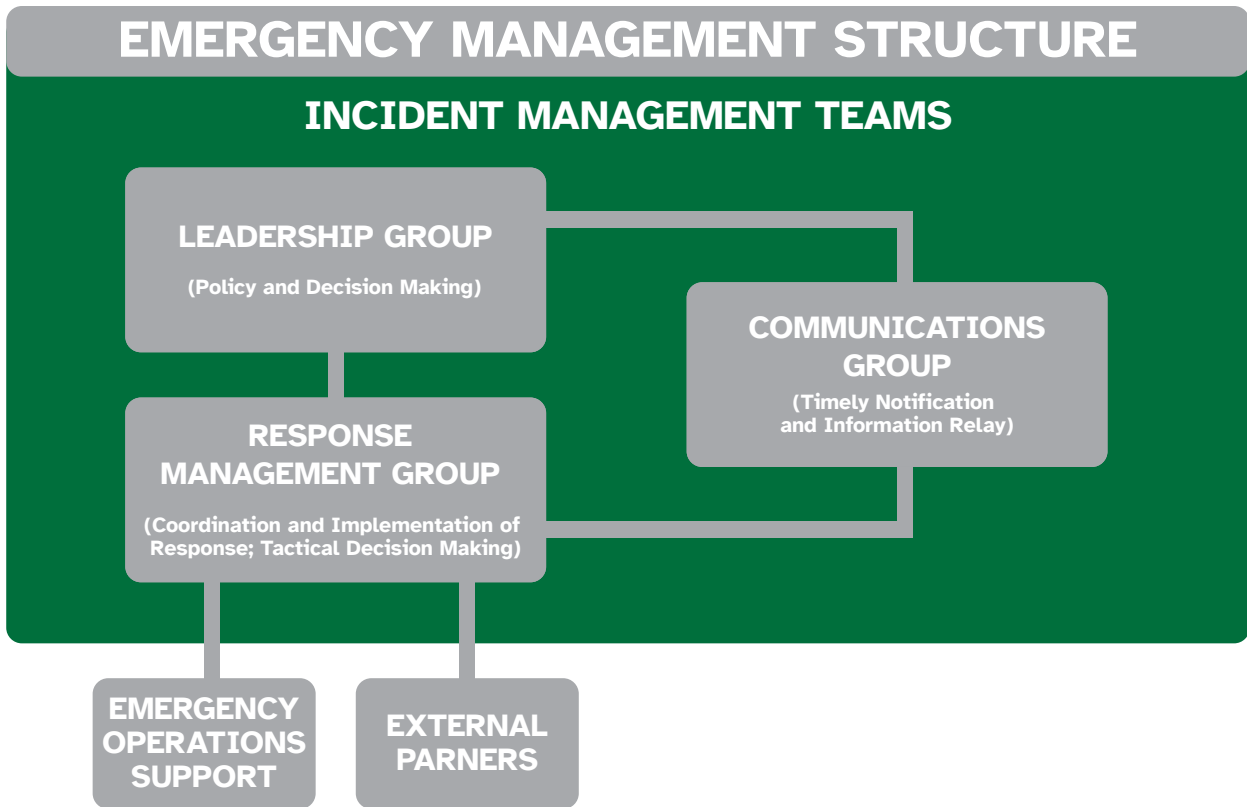 EMERGENCY MANAGEMENT STRUCTURE
INCIDENT MANAGEMENT TEAMS
LEADERSHIP GROUP
(Policy and Decision Making)
COMMUNICATIONS
GROUP
(Timely Notification
and Information Relay)
RESPONSE
MANAGEMENT GROUP
(Coordination and Implementation of
Response; Tactical Decision Making)
EMERGENCY
OPERATIONS
SUPPORT
EXTERNAL
PARNERS